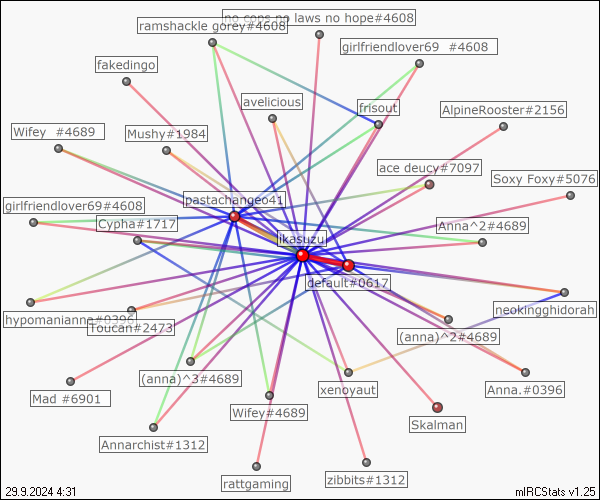 no cops no laws no hope#4608
ramshackle gorey#4608
girlfriendlover69 #4608
fakedingo
avelicious
frisout
AlpineRooster#2156
Wifey #4689
Mushy#1984
ace deucy#7097
Soxy Foxy#5076
pastachangeo41
girlfriendlover69#4608
Cypha#1717
Anna^2#4689
ikasuzu
default#0617
neokingghidorah
hypomanianne#0396
Toucan#2473
(anna)^2#4689
(anna)^3#4689
xenoyaut
Anna.#0396
Mad #6901
Wifey#4689
Skalman
Annarchist#1312
rattgaming
zibbits#1312
29.9.2024 4:31
mIRCStats v1.25